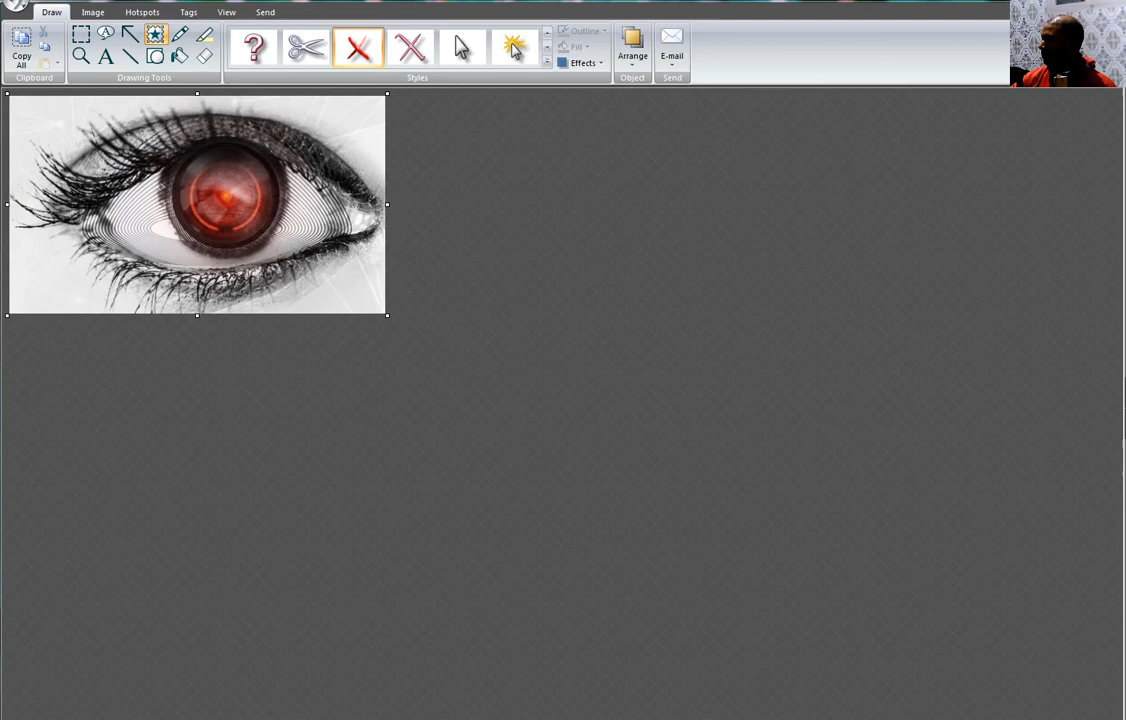 Draw Image Hotspots Tags View Send
Outline
Fill
Copy All
Arrange
E-mail
Effects
Clipboard
Drawing Tools
Styles
Object
Send